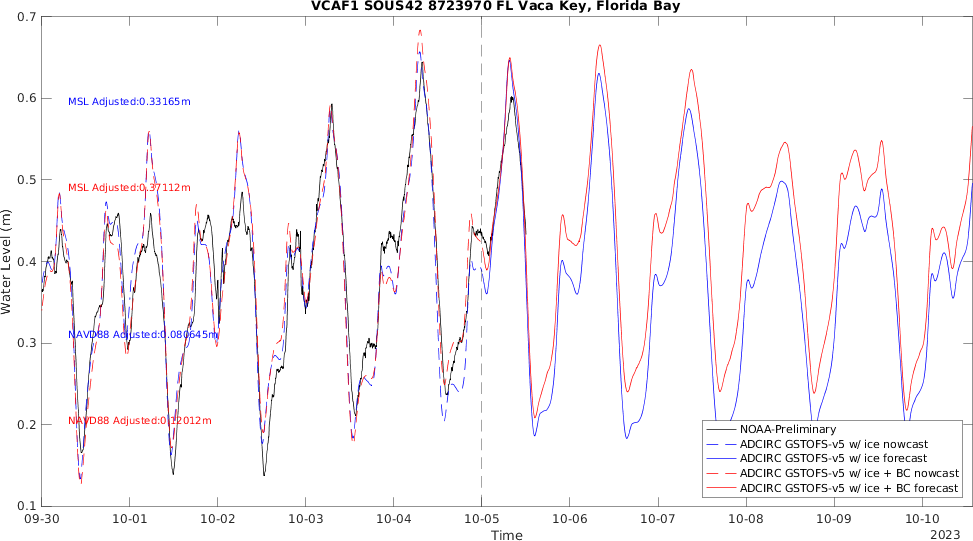 VCAF1 SOUS42 8723970 FL Vaca Key, Florida Bay
0.7
0.6
0.5
0.4
0.3
0.2
0.1
Water Level (m)
MSL Adjusted:0.33165m
MSL Adjusted:0.37112m
NAVD88 Adjusted:0.080645m
NAVD88 Adjusted:0.12012m
NOAA-Preliminary
ADCIRC GSTOFS-v5 w/ ice nowcast
ADCIRC GSTOFS-v5 w/ ice forecast
ADCIRC GSTOFS-v5 w/ ice + BC nowcast
ADCIRC GSTOFS-v5 w/ ice + BC forecast
09-30 10-01 10-02 10-03 10-04 10-05 10-06 10-07 10-08 10-09 10-10
Time
2023